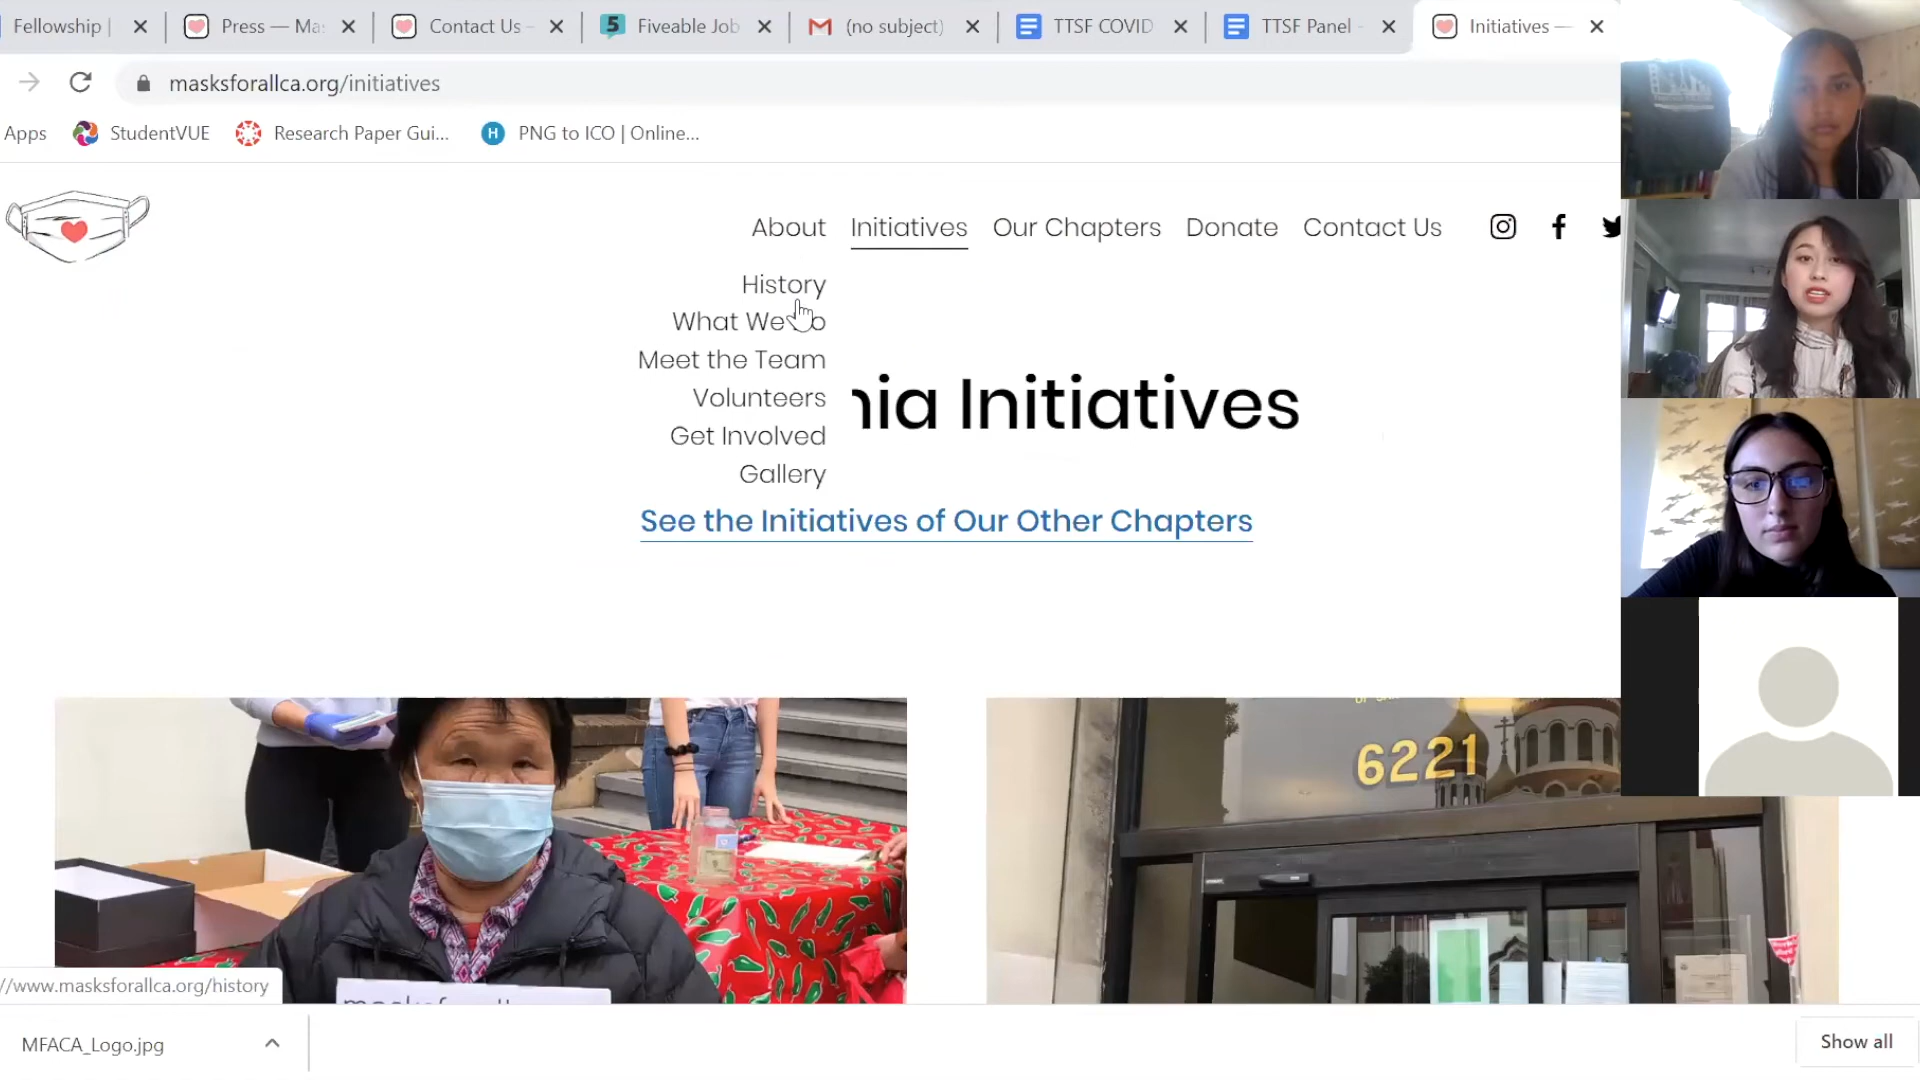 Fellowship |
Press — Ma
Contact Us -
5
Fiveable Job
(no subject)
TTSF COVID
TTSF Panel -
Initiatives —
masksforallca.org/initiatives
Apps
StudentVUE
Research Paper Gui...
H
PNG to ICO | Online...
About
Initiatives
Our Chapters
Donate
Contact Us
History
What We Do
Meet the Team
Volunteers
Get Involved
Gallery
nia Initiatives
See the Initiatives of Our Other Chapters
6221
//www.masksforallca.org/history
MFACA_Logo.jpg
Show all